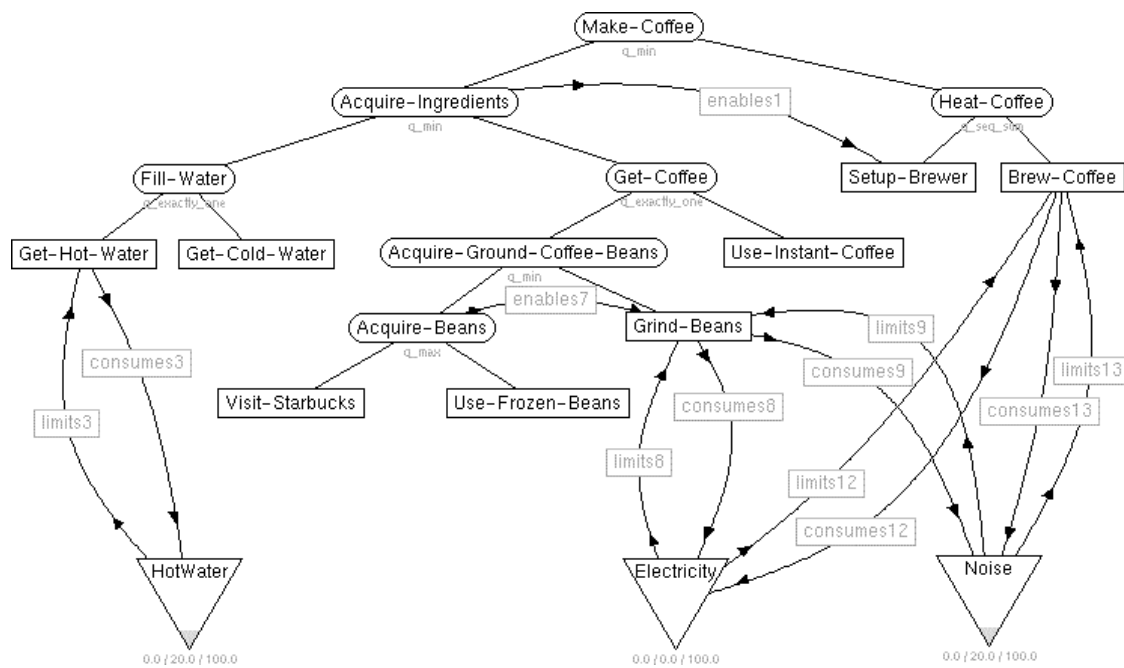 Make-Coffee
q_min
Acquire-Ingredients
q_min
enables1
Heat-Coffee
q_seq_sum
Fill-Water
q_exactly_one
Get-Coffee
q_exactly_one
Setup-Brewer
Brew-Coffee
Get-Hot-Water
Get-Cold-Water
Acquire-Ground-Coffee-Beans
q_min
Use-Instant-Coffee
enables7
Acquire-Beans
q_max
Grind-Beans
limits9
consumes3
consumes9
limits13
Visit-Starbucks
Use-Frozen-Beans
consumes8
consumes13
limits3
limits8
limits12
consumes12
HotWater
Electricity
Noise
0.0 / 20.0 / 100.0
0.0 / 0.0 / 100.0
0.0 / 20.0 / 100.0